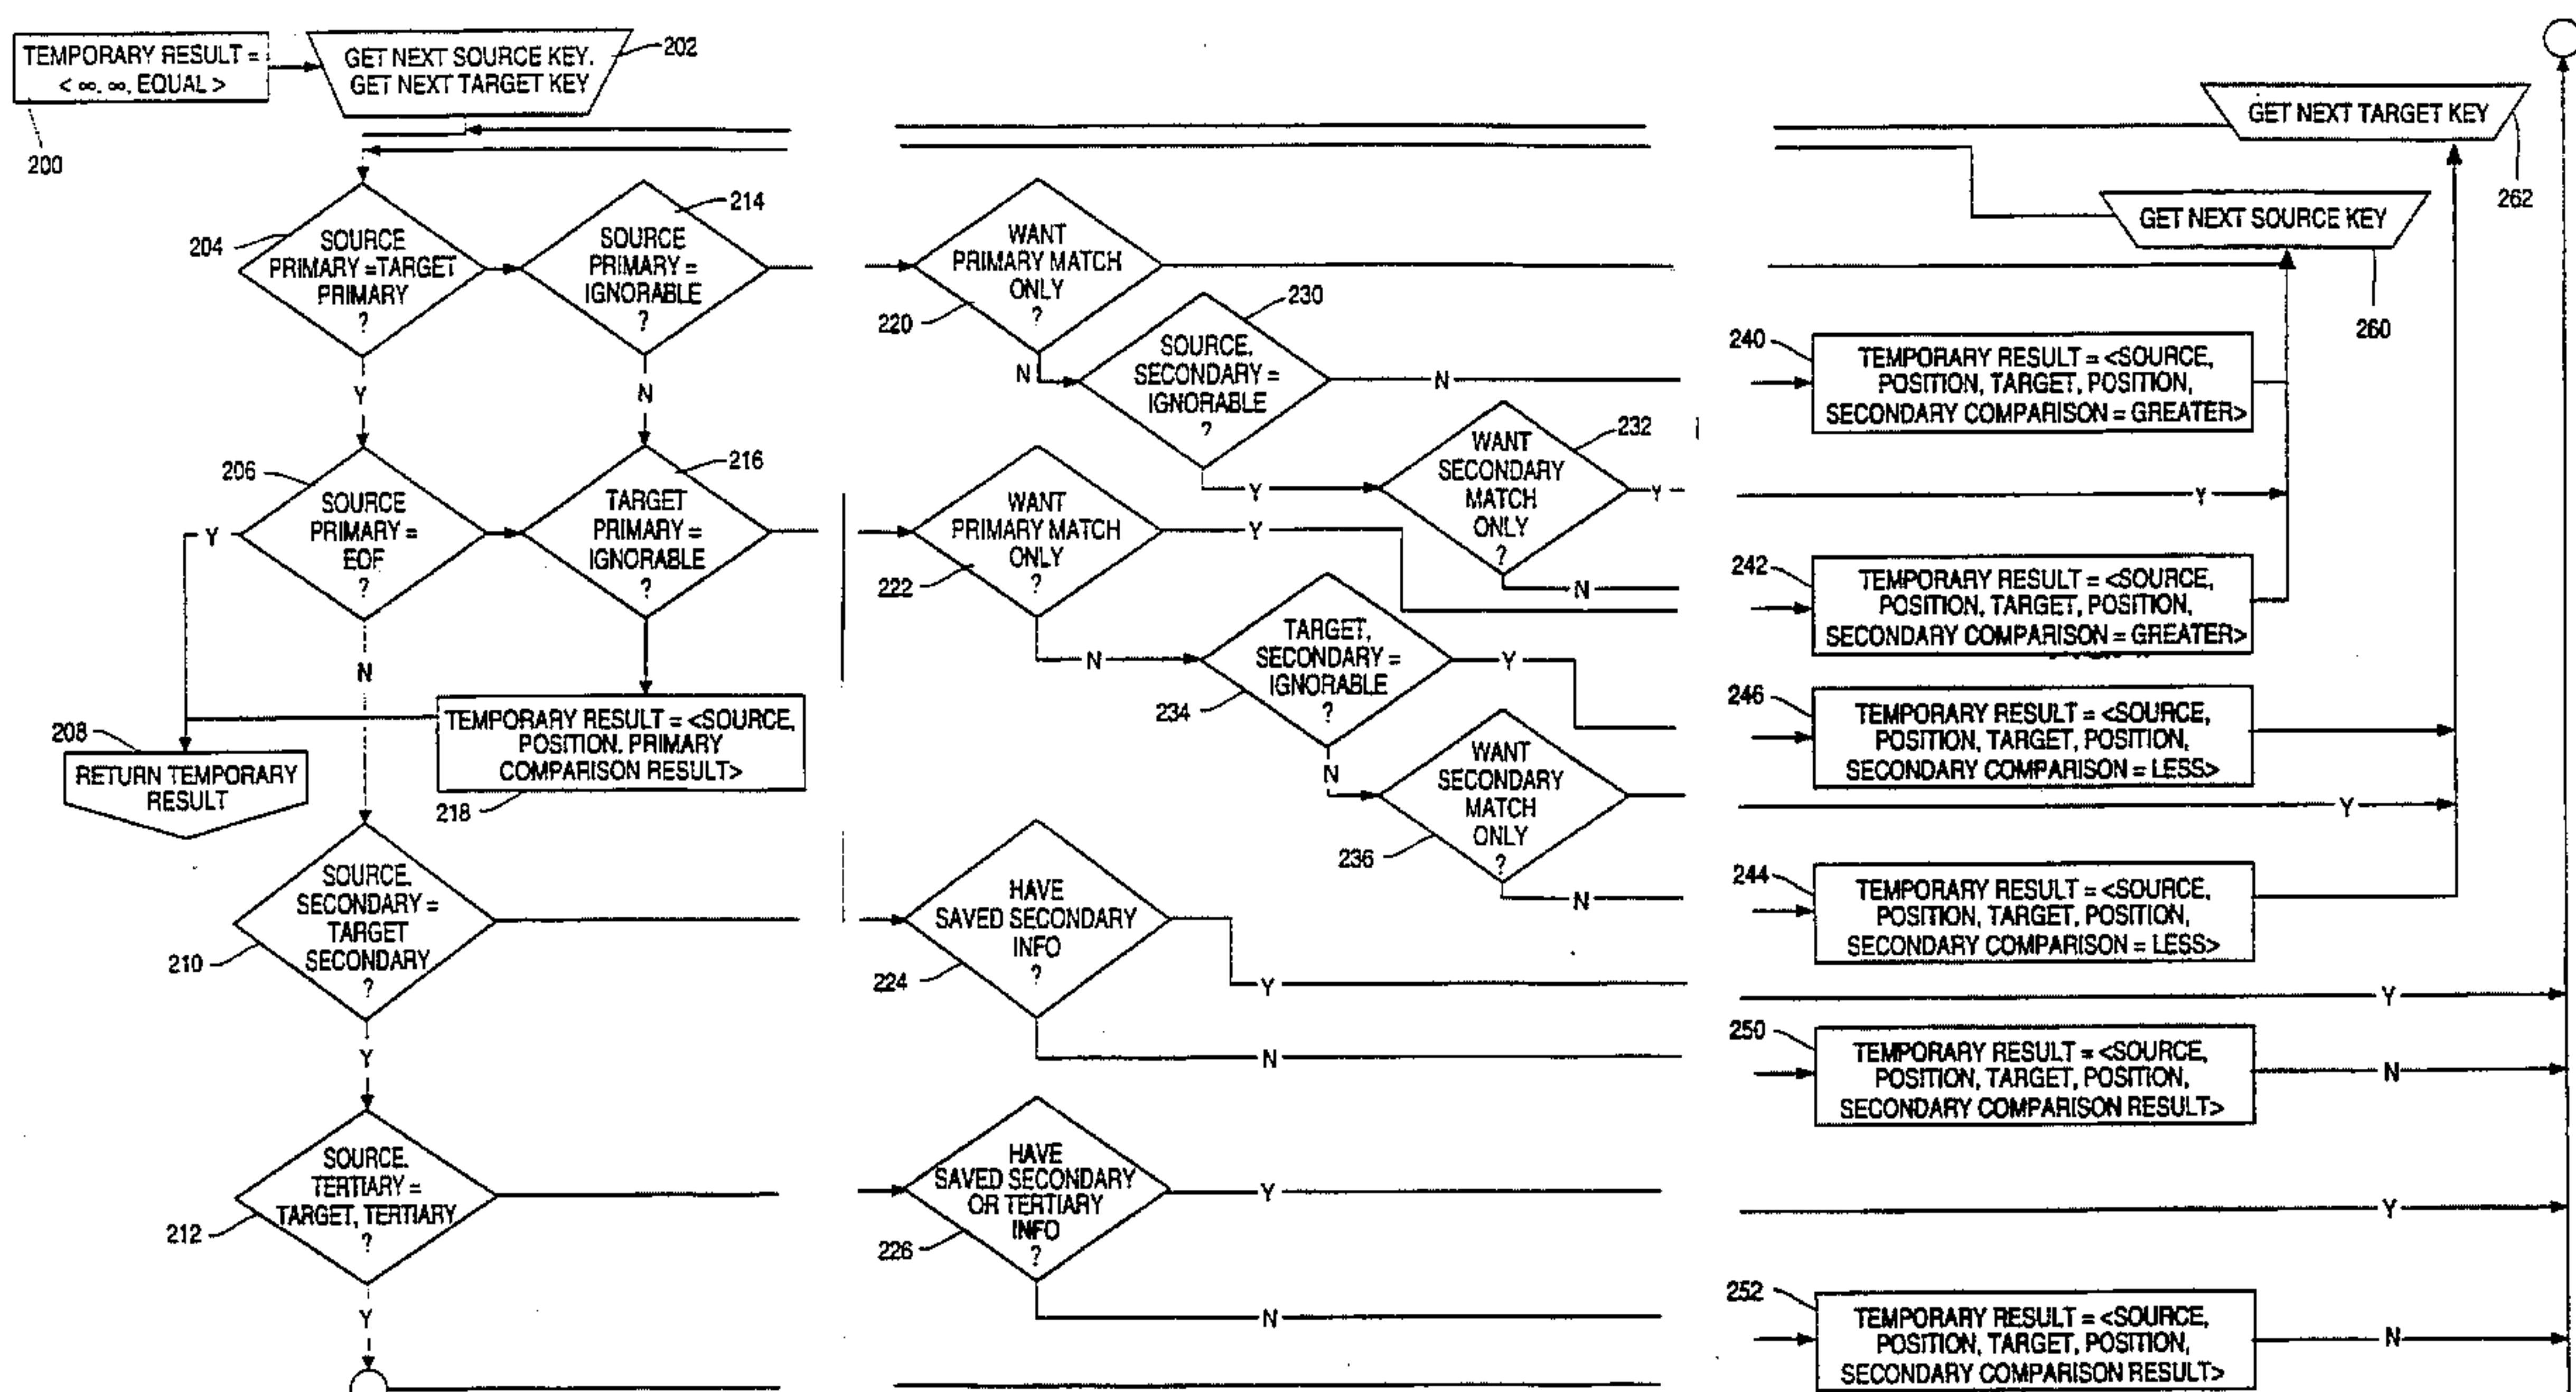 TEMPORARY RESULT =
< ∞, ∞, EQUAL >
200
GET NEXT SOURCE KEY.
GET NEXT TARGET KEY
202
204
SOURCE
PRIMARY =TARGET
PRIMARY
?
Y
214
SOURCE
PRIMARY =
IGNORABLE
?
N
206
SOURCE
PRIMARY =
EOF
?
Y
N
216
TARGET
PRIMARY =
IGNORABLE
?
208
RETURN TEMPORARY
RESULT
TEMPORARY RESULT = <SOURCE,
POSITION. PRIMARY
COMPARISON RESULT>
218
SOURCE.
SECONDARY =
TARGET
SECONDARY
?
210
Y
SOURCE.
TERTIARY =
TARGET, TERTIARY
?
212
Y
WANT
PRIMARY MATCH
ONLY
?
220
N
230
SOURCE.
SECONDARY =
IGNORABLE
?
N
Y
232
WANT
SECONDARY
MATCH
ONLY
?
Y
N
WANT
PRIMARY MATCH
ONLY
?
222
Y
N
TARGET,
SECONDARY =
IGNORABLE
?
234
Y
N
WANT
SECONDARY
MATCH
ONLY
?
236
N
HAVE
SAVED SECONDARY
INFO
?
224
Y
N
HAVE
SAVED SECONDARY
OR TERTIARY
INFO
?
226
Y
N
GET NEXT TARGET KEY
262
GET NEXT SOURCE KEY
260
240
TEMPORARY RESULT = <SOURCE,
POSITION, TARGET, POSITION,
SECONDARY COMPARISON = GREATER>
Y
242
TEMPORARY RESULT = <SOURCE,
POSITION, TARGET, POSITION,
SECONDARY COMPARISON = GREATER>
246
TEMPORARY RESULT = <SOURCE,
POSITION, TARGET, POSITION,
SECONDARY COMPARISON = LESS>
Y
244
TEMPORARY RESULT = <SOURCE,
POSITION, TARGET, POSITION,
SECONDARY COMPARISON = LESS>
Y
250
TEMPORARY RESULT = <SOURCE,
POSITION, TARGET, POSITION,
SECONDARY COMPARISON RESULT>
N
Y
252
TEMPORARY RESULT = <SOURCE,
POSITION, TARGET, POSITION,
SECONDARY COMPARISON RESULT>
N